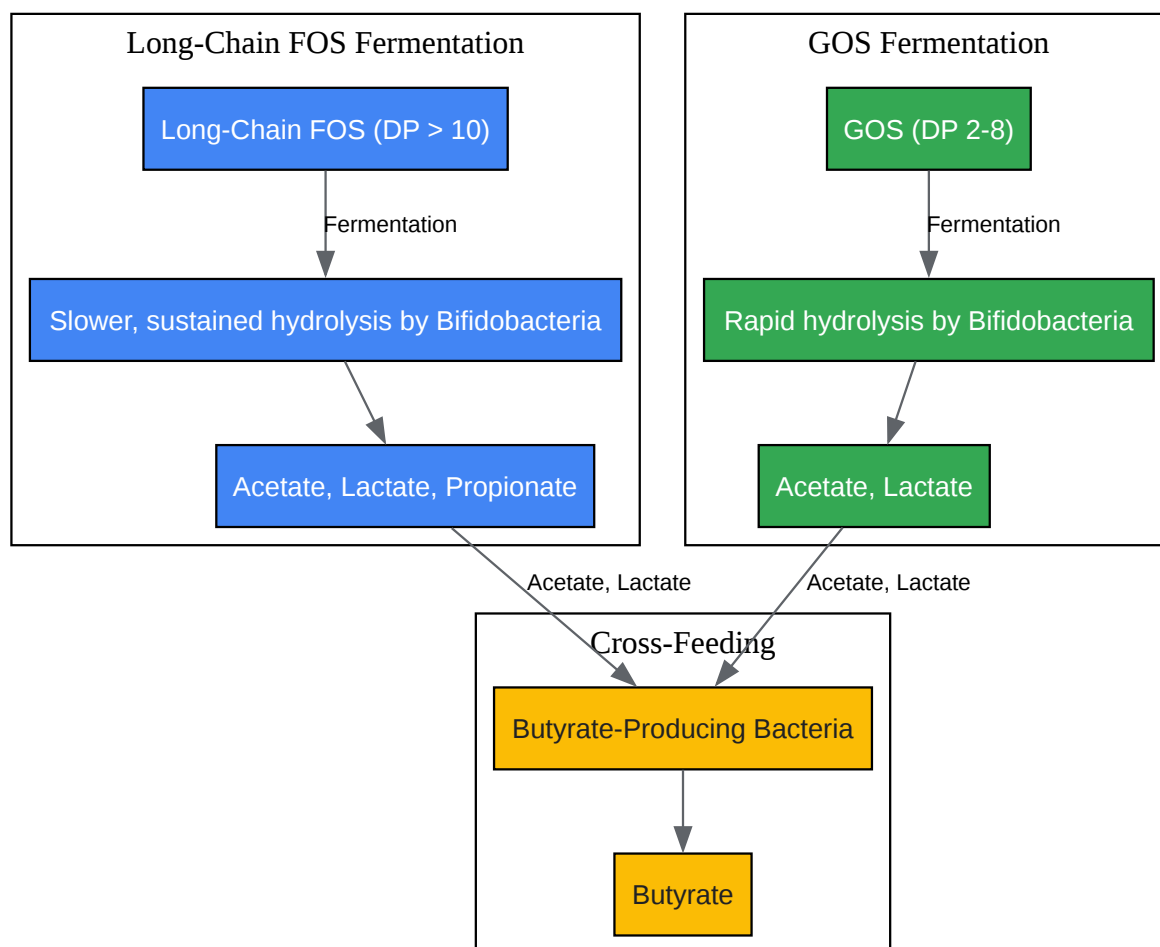 Long-Chain FOS Fermentation
Long-Chain FOS (DP > 10)
Fermentation
Slower, sustained hydrolysis by Bifidobacteria
Acetate, Lactate, Propionate
GOS Fermentation
GOS (DP 2-8)
Fermentation
Rapid hydrolysis by Bifidobacteria
Acetate, Lactate
Acetate, Lactate
Acetate, Lactate
Cross-Feeding
Butyrate-Producing Bacteria
Butyrate